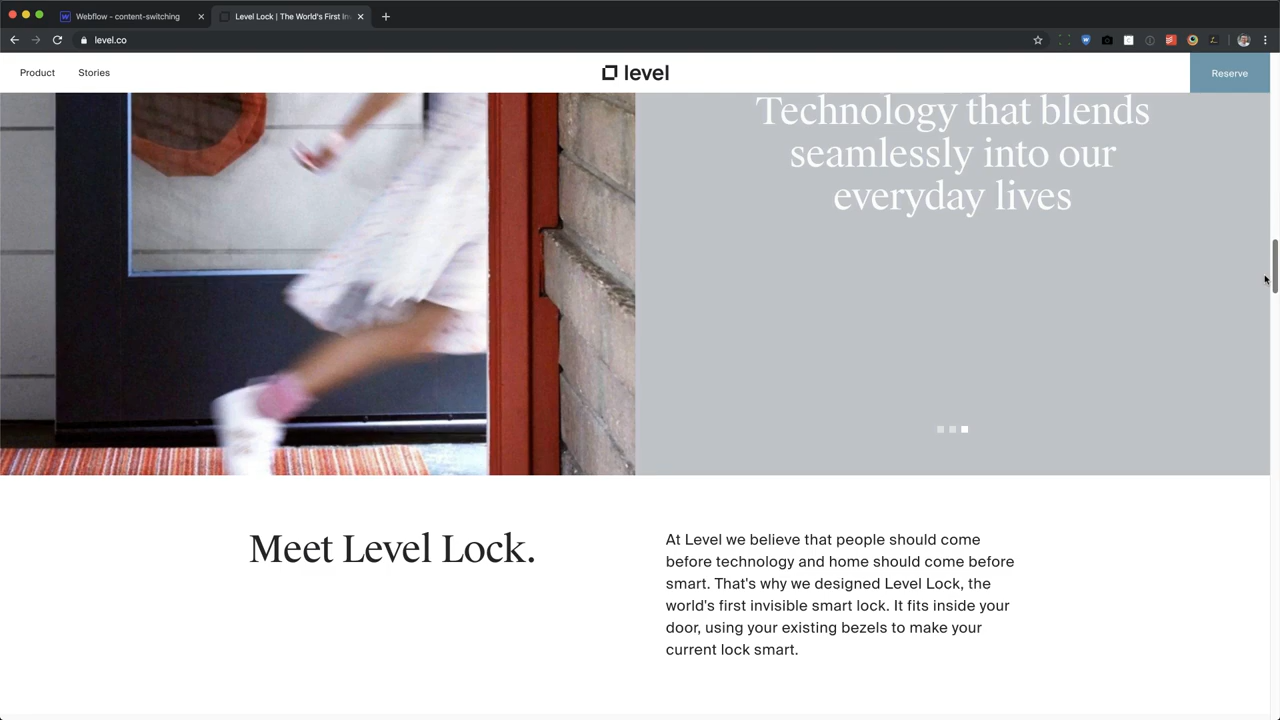 Webflow - content-switching
Level Lock | The World's First In
level.co
Product
Stories
level
Reserve
Technology that blends
seamlessly into our
everyday lives
Meet Level Lock.
At Level we believe that people should come
before technology and home should come before
smart. That's why we designed Level Lock, the
world's first invisible smart lock. It fits inside your
door, using your existing bezels to make your
current lock smart.